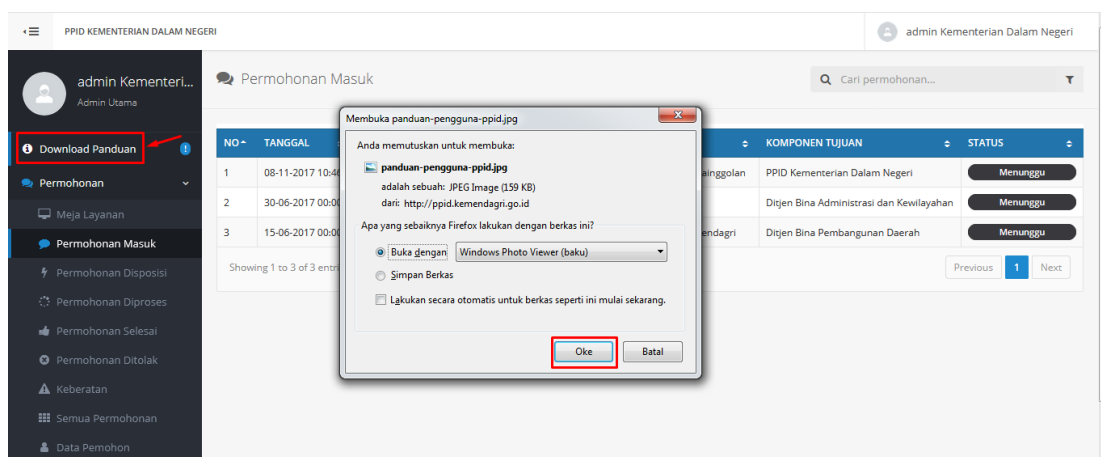 PPID KEMENTERIAN DALAM NEGERI
admin Kementerian Dalam Negeri
admin Kementeri...
Admin Utama
Download Panduan
Permohonan
Meja Layanan
Permohonan Masuk
Permohonan Disposisi
Permohonan Diproses
Permohonan Selesai
Permohonan Ditolak
Keberatan
Semua Permohonan
Data Pemohon
Permohonan Masuk
Cari permohonan...
NO TANGGAL KOMPONEN TUJUAN STATUS
1 08-11-2017 10:46 ainggolan PPID Kementerian Dalam Negeri Menunggu
2 30-06-2017 00:00 Ditjen Bina Administrasi dan Kewilayahan Menunggu
3 15-06-2017 00:00 endagri Ditjen Bina Pembangunan Daerah Menunggu
Showing 1 to 3 of 3 entri
Previous 1 Next
Membuka panduan-pengguna-ppid.jpg
Anda memutuskan untuk membuka:
panduan-pengguna-ppid.jpg
adalah sebuah: JPEG Image (159 KB)
dari: http://ppid.kemendagri.go.id
Apa yang sebaiknya Firefox lakukan dengan berkas ini?
Buka dengan Windows Photo Viewer (baku)
Simpan Berkas
Lakukan secara otomatis untuk berkas seperti ini mulai sekarang.
Oke Batal